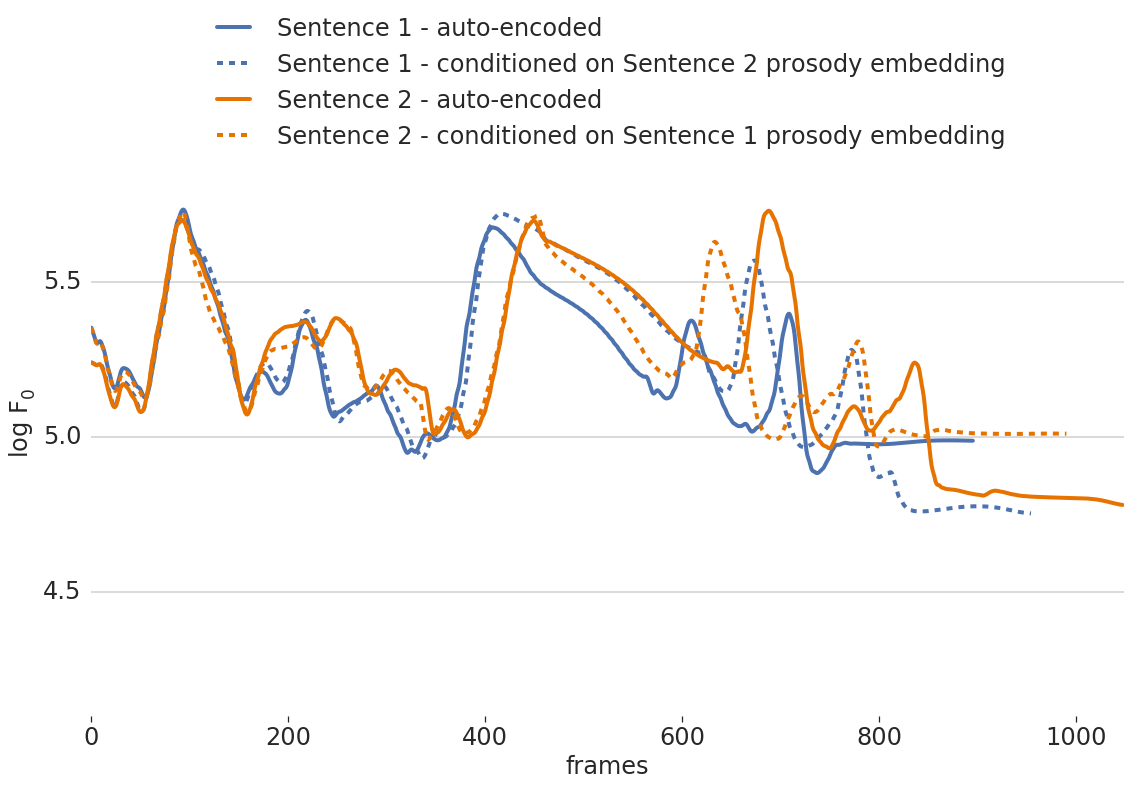 Sentence 1 - auto-encoded
Sentence 1 - conditioned on Sentence 2 prosody embedding
Sentence 2 - auto-encoded
Sentence 2 - conditioned on Sentence 1 prosody embedding
5.5
5.0
4.5
log F₀
0 200 400 600 800 1000
frames